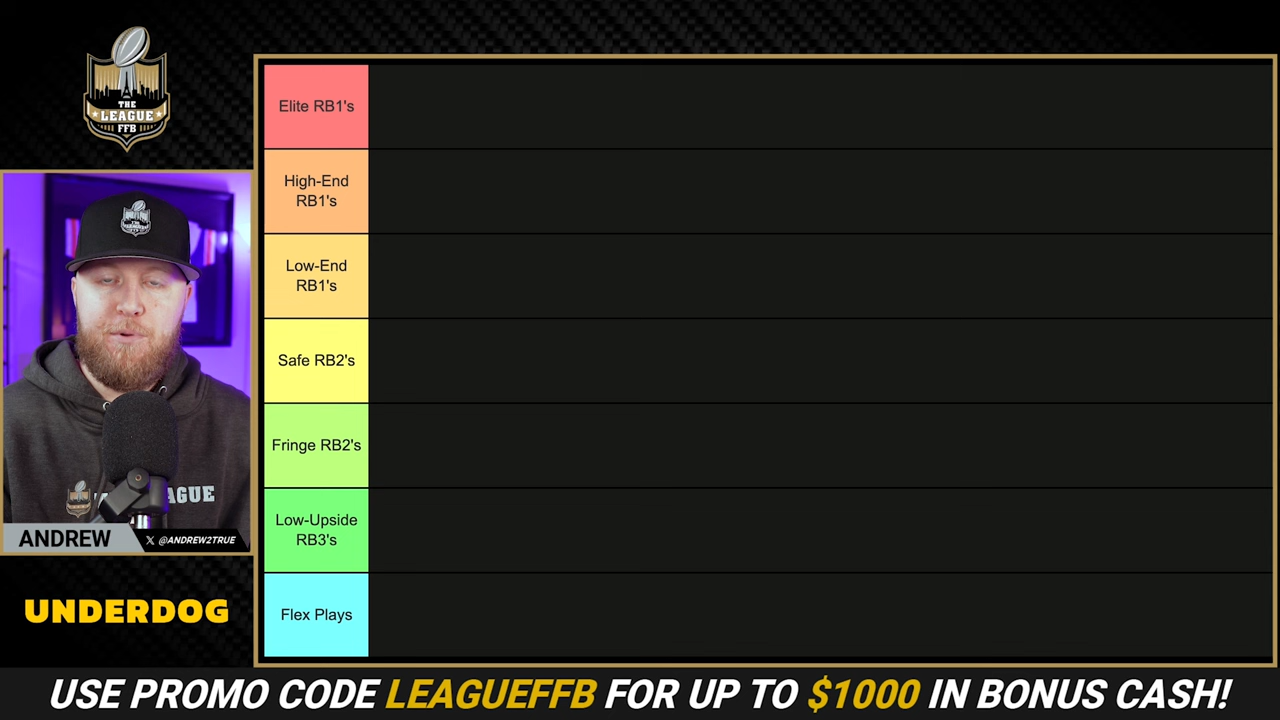 THE
LEAGUE
FFB
Elite RB1's
High-End
RB1's
Low-End
RB1's
Safe RB2's
Fringe RB2's
Low-Upside
RB3's
Flex Plays
AGUE
ANDREW
X @ANDREW2TRUE
UNDERDOG
USE PROMO CODE LEAGUEFFB FOR UP TO $1000 IN BONUS CASH!